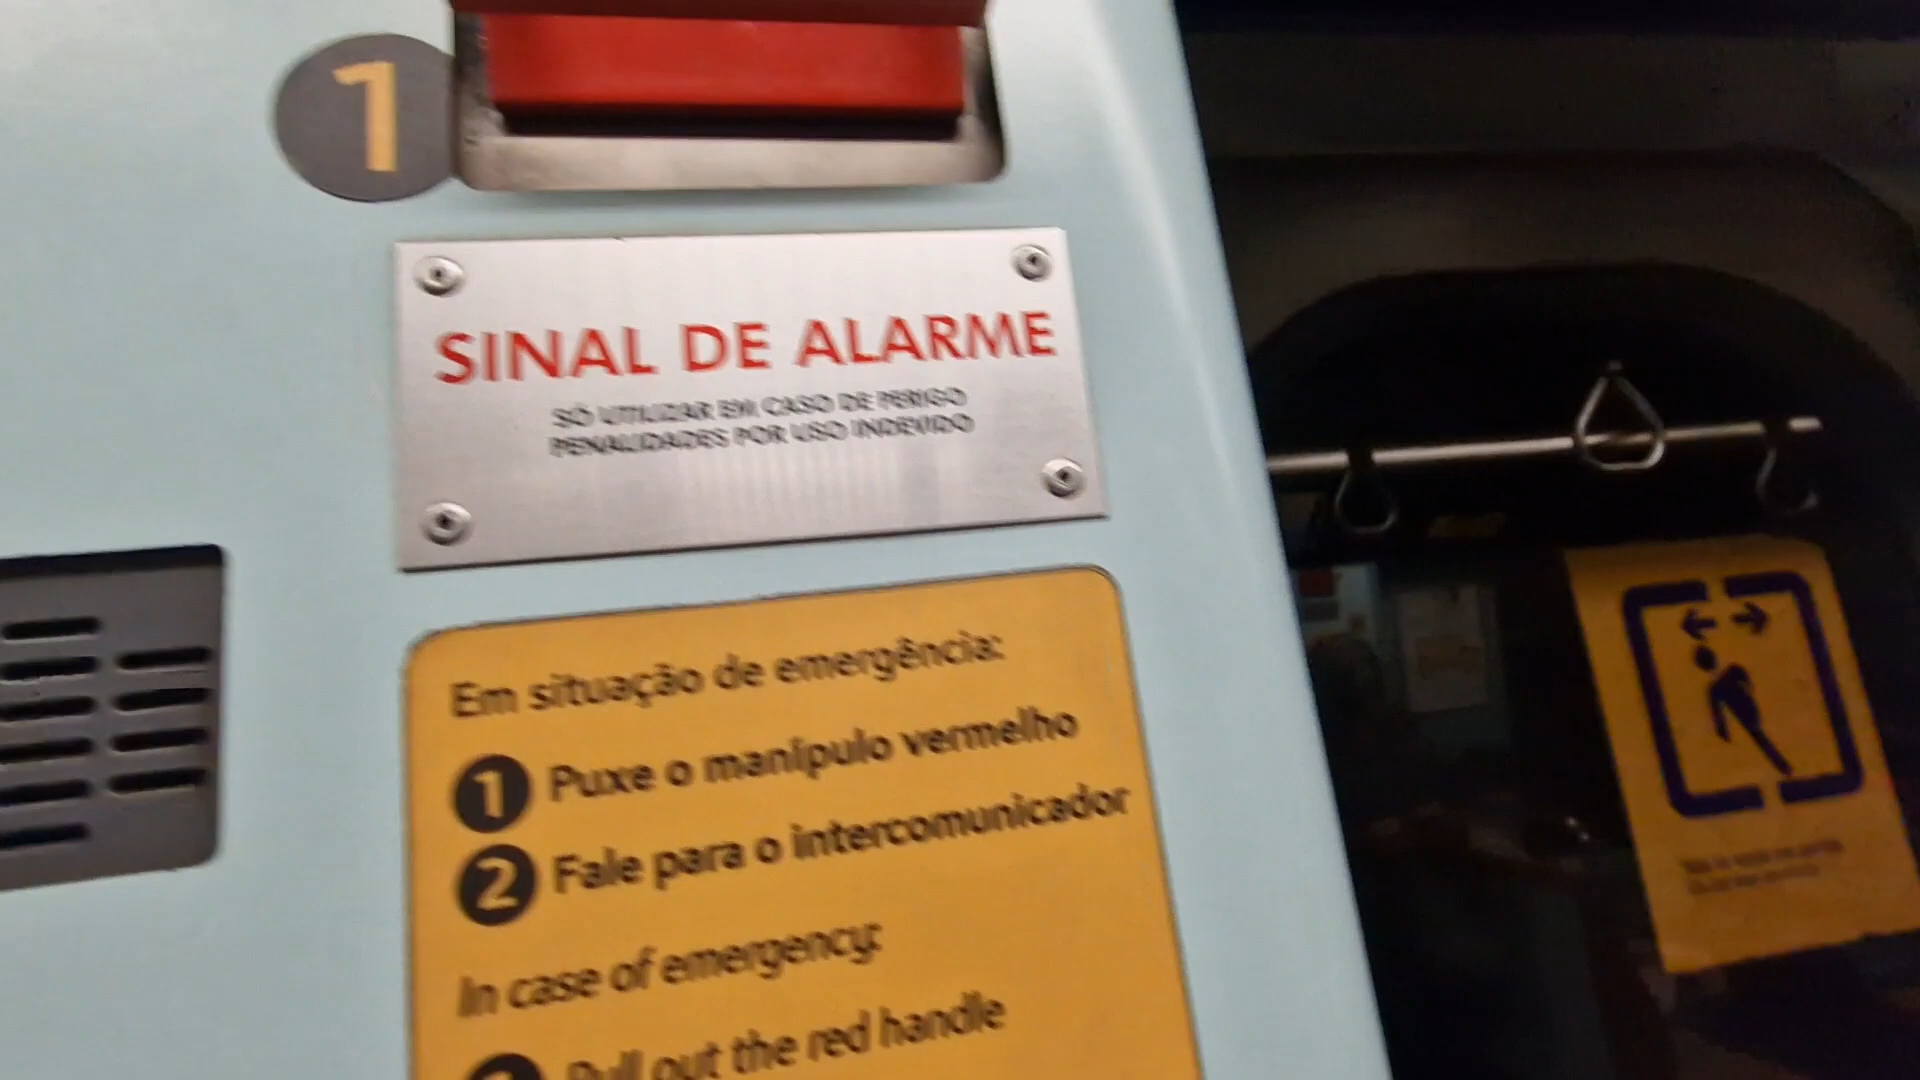 1
SINAL DE ALARME
SÓ UTILIZAR EM CASO DE PERIGO
PENALIDADES POR USO INDEVIDO
Em situação de emergência:
1 Puxe o manípulo vermelho
2 Fale para o intercomunicador
In case of emergency:
Pull out the red handle